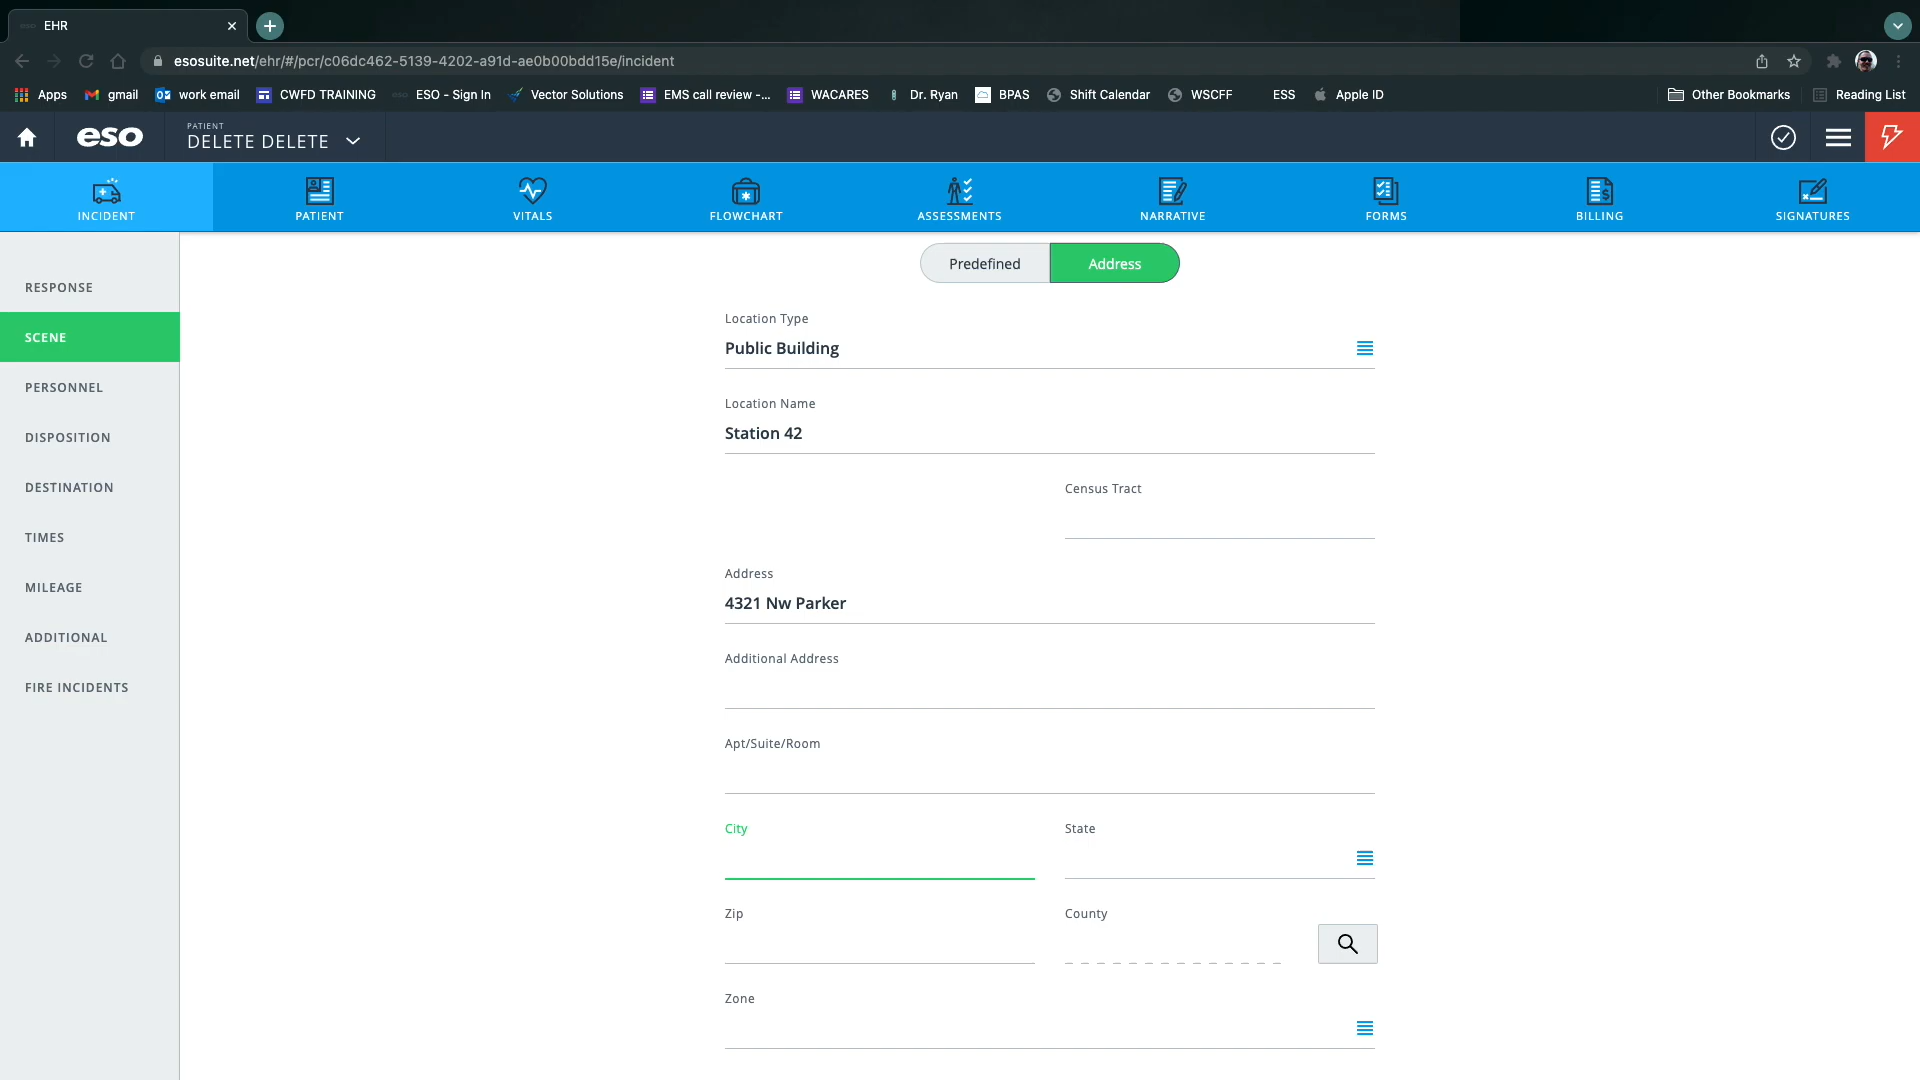 EHR
esosuite.net/ehr/#/pcr/c06dc462-5139-4202-a91d-ae0b00bdd15e/incident
Apps gmail work email CWFD TRAINING ESO - Sign In Vector Solutions EMS call review -... WACARES Dr. Ryan BPAS Shift Calendar WSCFF ESS Apple ID Other Bookmarks Reading List
eso
PATIENT
DELETE DELETE
INCIDENT PATIENT VITALS FLOWCHART ASSESSMENTS NARRATIVE FORMS BILLING SIGNATURES
RESPONSE
SCENE
PERSONNEL
DISPOSITION
DESTINATION
TIMES
MILEAGE
ADDITIONAL
FIRE INCIDENTS
Predefined Address
Location Type
Public Building
Location Name
Station 42
Census Tract
Address
4321 Nw Parker
Additional Address
Apt/Suite/Room
City State
Zip County
Zone